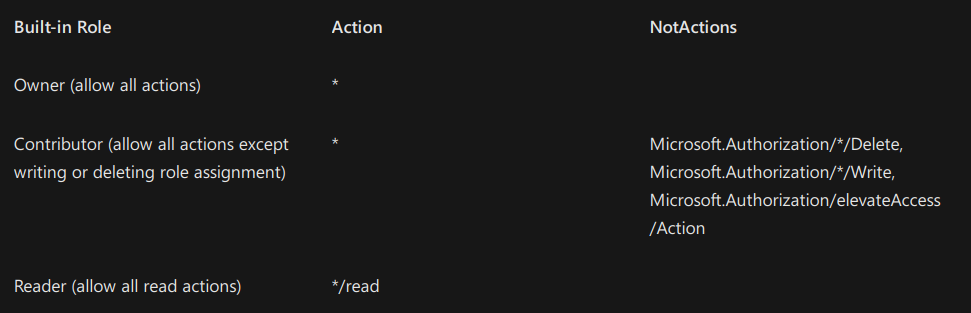 Built-in Role Action NotActions
Owner (allow all actions) *
Contributor (allow all actions except * Microsoft.Authorization/*/Delete,
writing or deleting role assignment) Microsoft.Authorization/*/Write,
Microsoft.Authorization/elevateAccess
/Action
Reader (allow all read actions) */read